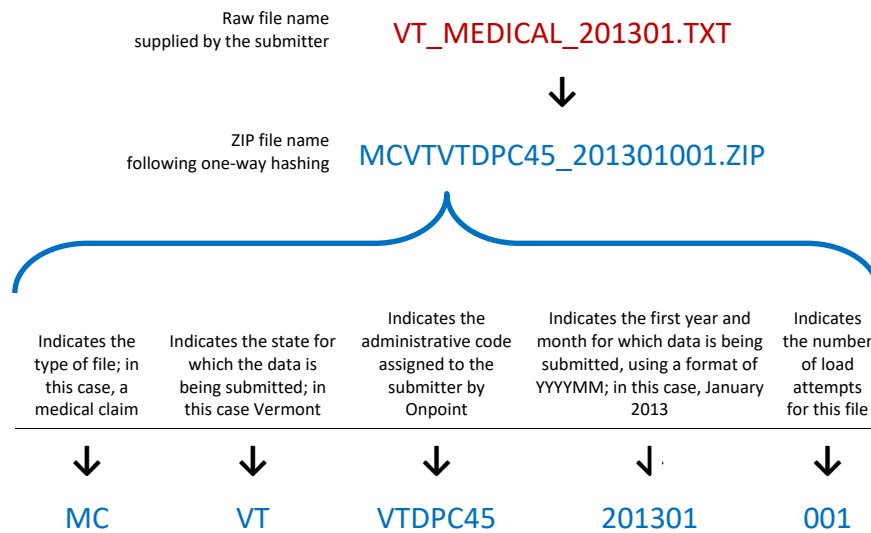 Raw file name
supplied by the submitter
VT_MEDICAL_201301.TXT
ZIP file name
following one-way hashing
MCVTVTDPC45_201301001.ZIP
Indicates the
type of file; in
this case, a
medical claim
Indicates the state for
which the data is
being submitted; in
this case Vermont
Indicates the
administrative code
assigned to the
submitter by
Onpoint
Indicates the first year and
month for which data is being
submitted, using a format of
YYYYMM; in this case, January
2013
Indicates
the number
of load
attempts
for this file
MC
VT
VTDPC45
201301
001